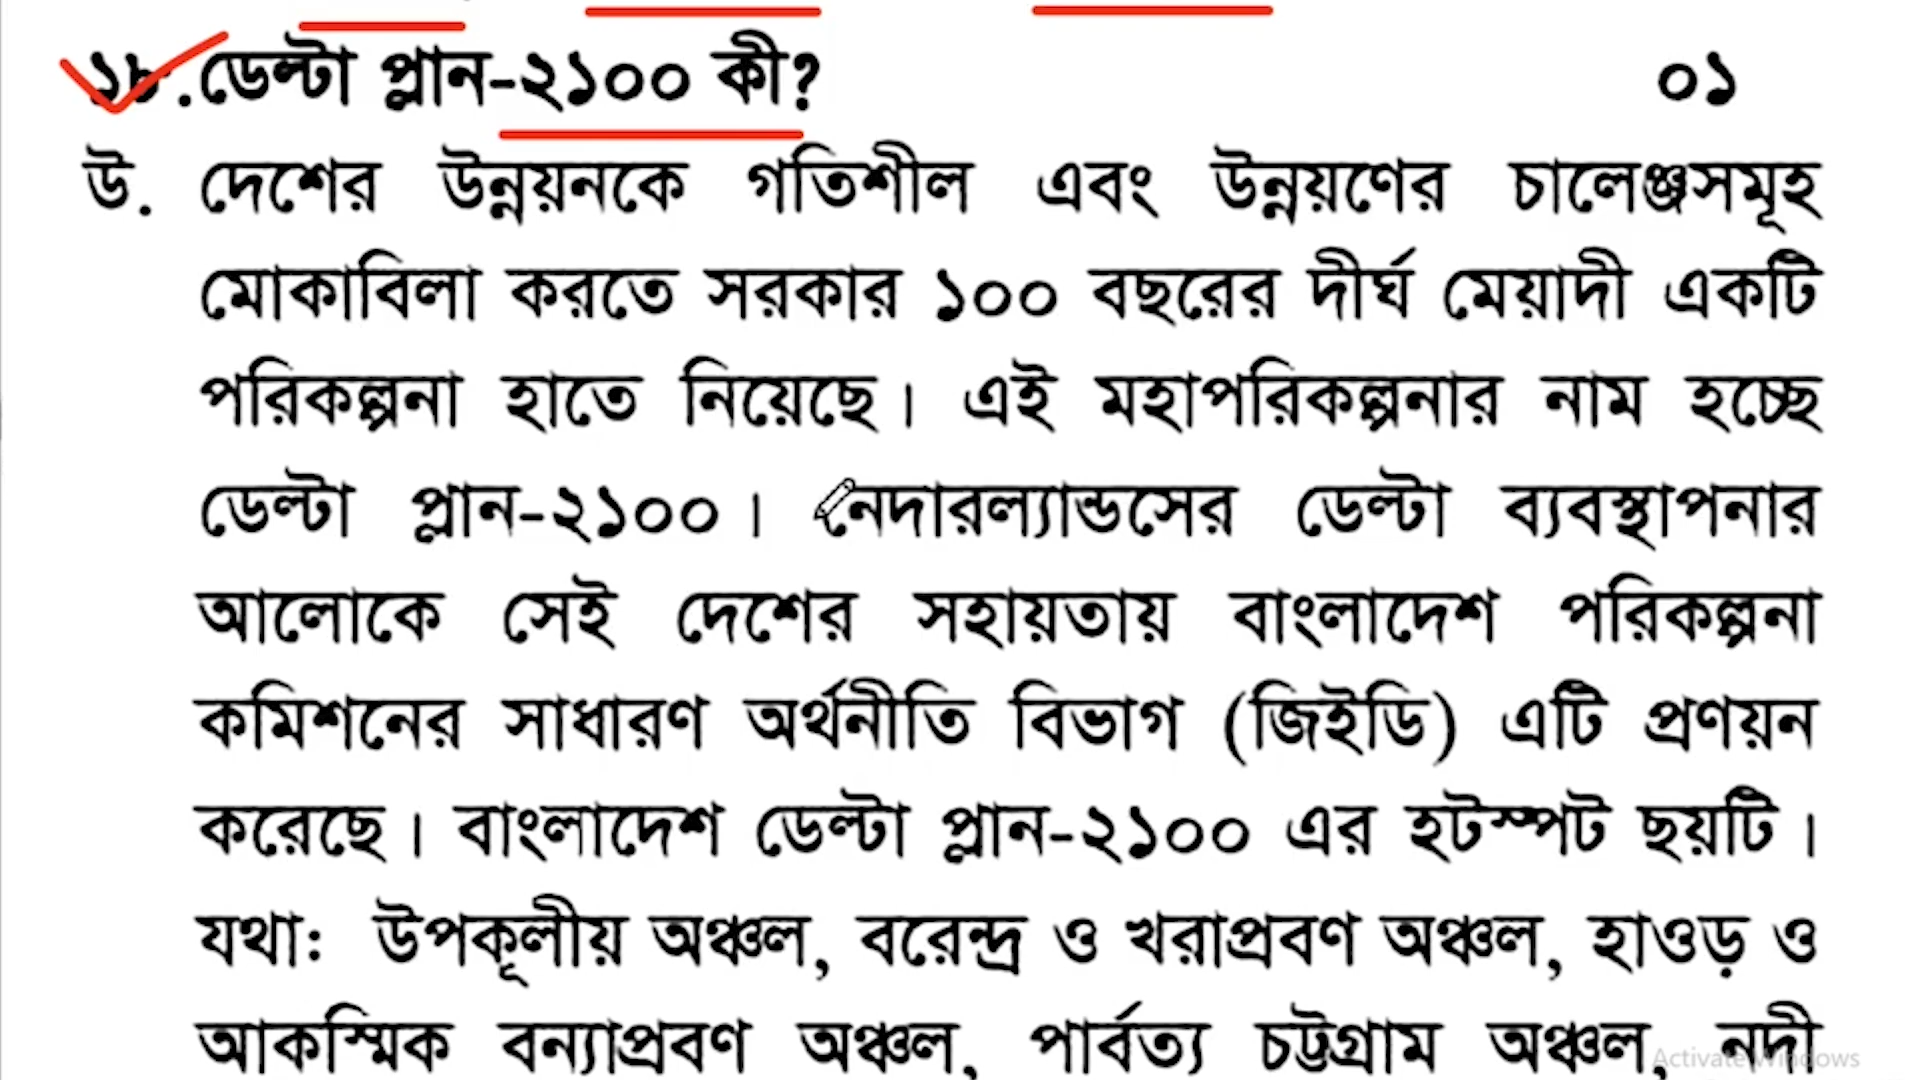 ১৮.ডেল্টা প্লান-২১০০ কী? ০১
উ. দেশের উন্নয়নকে গতিশীল এবং উন্নয়ণের চালেঞ্জসমূহ
মোকাবিলা করতে সরকার ১০০ বছরের দীর্ঘ মেয়াদী একটি
পরিকল্পনা হাতে নিয়েছে। এই মহাপরিকল্পনার নাম হচ্ছে
ডেল্টা প্লান-২১০০। নেদারল্যান্ডসের ডেল্টা ব্যবস্থাপনার
আলোকে সেই দেশের সহায়তায় বাংলাদেশ পরিকল্পনা
কমিশনের সাধারণ অর্থনীতি বিভাগ (জিইডি) এটি প্রণয়ন
করেছে। বাংলাদেশ ডেল্টা প্লান-২১০০ এর হটস্পট ছয়টি।
যথা: উপকূলীয় অঞ্চল, বরেন্দ্র ও খরাপ্রবণ অঞ্চল, হাওড় ও
আকস্মিক বন্যাপ্রবণ অঞ্চল, পার্বত্য চট্টগ্রাম অঞ্চল, নদী
Activate Windows